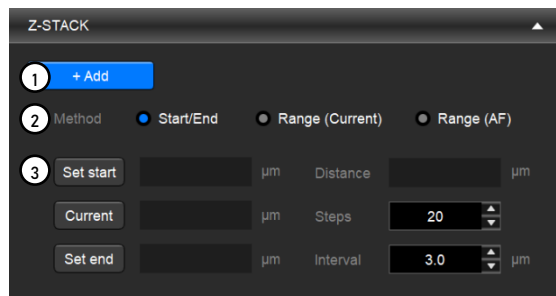 Z-STACK
1 + Add
2 Method Start/End Range (Current) Range (AF)
3 Set start µm Distance µm
Current µm Steps 20
Set end µm Interval 3.0 µm